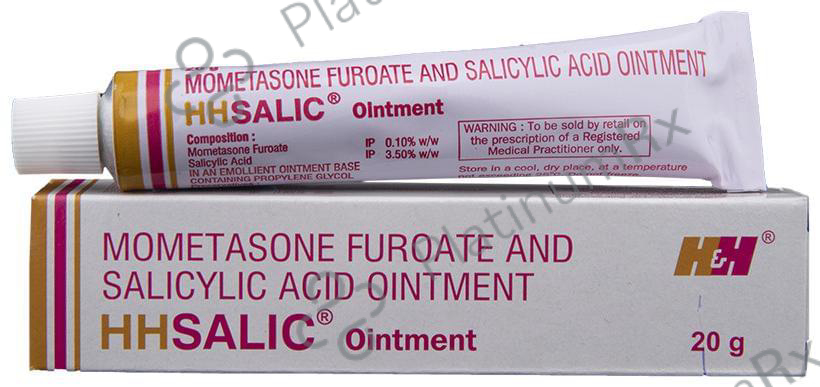 20 g
MOMETASONE FUROATE AND SALICYLIC ACID OINTMENT
HHSALIC® Ointment
Composition :
Mometasone Furoate IP 0.10% w/w
Salicylic Acid IP 3.50% w/w
IN AN EMOLLIENT OINTMENT BASE
CONTAINING PROPYLENE GLYCOL
WARNING : To be sold by retail on
the prescription of a Registered
Medical Practitioner only.
Store in a cool, dry place, at a temperature
MOMETASONE FUROATE AND
SALICYLIC ACID OINTMENT
HHSALIC® Ointment
H&H®
20 g
PlatinumRx